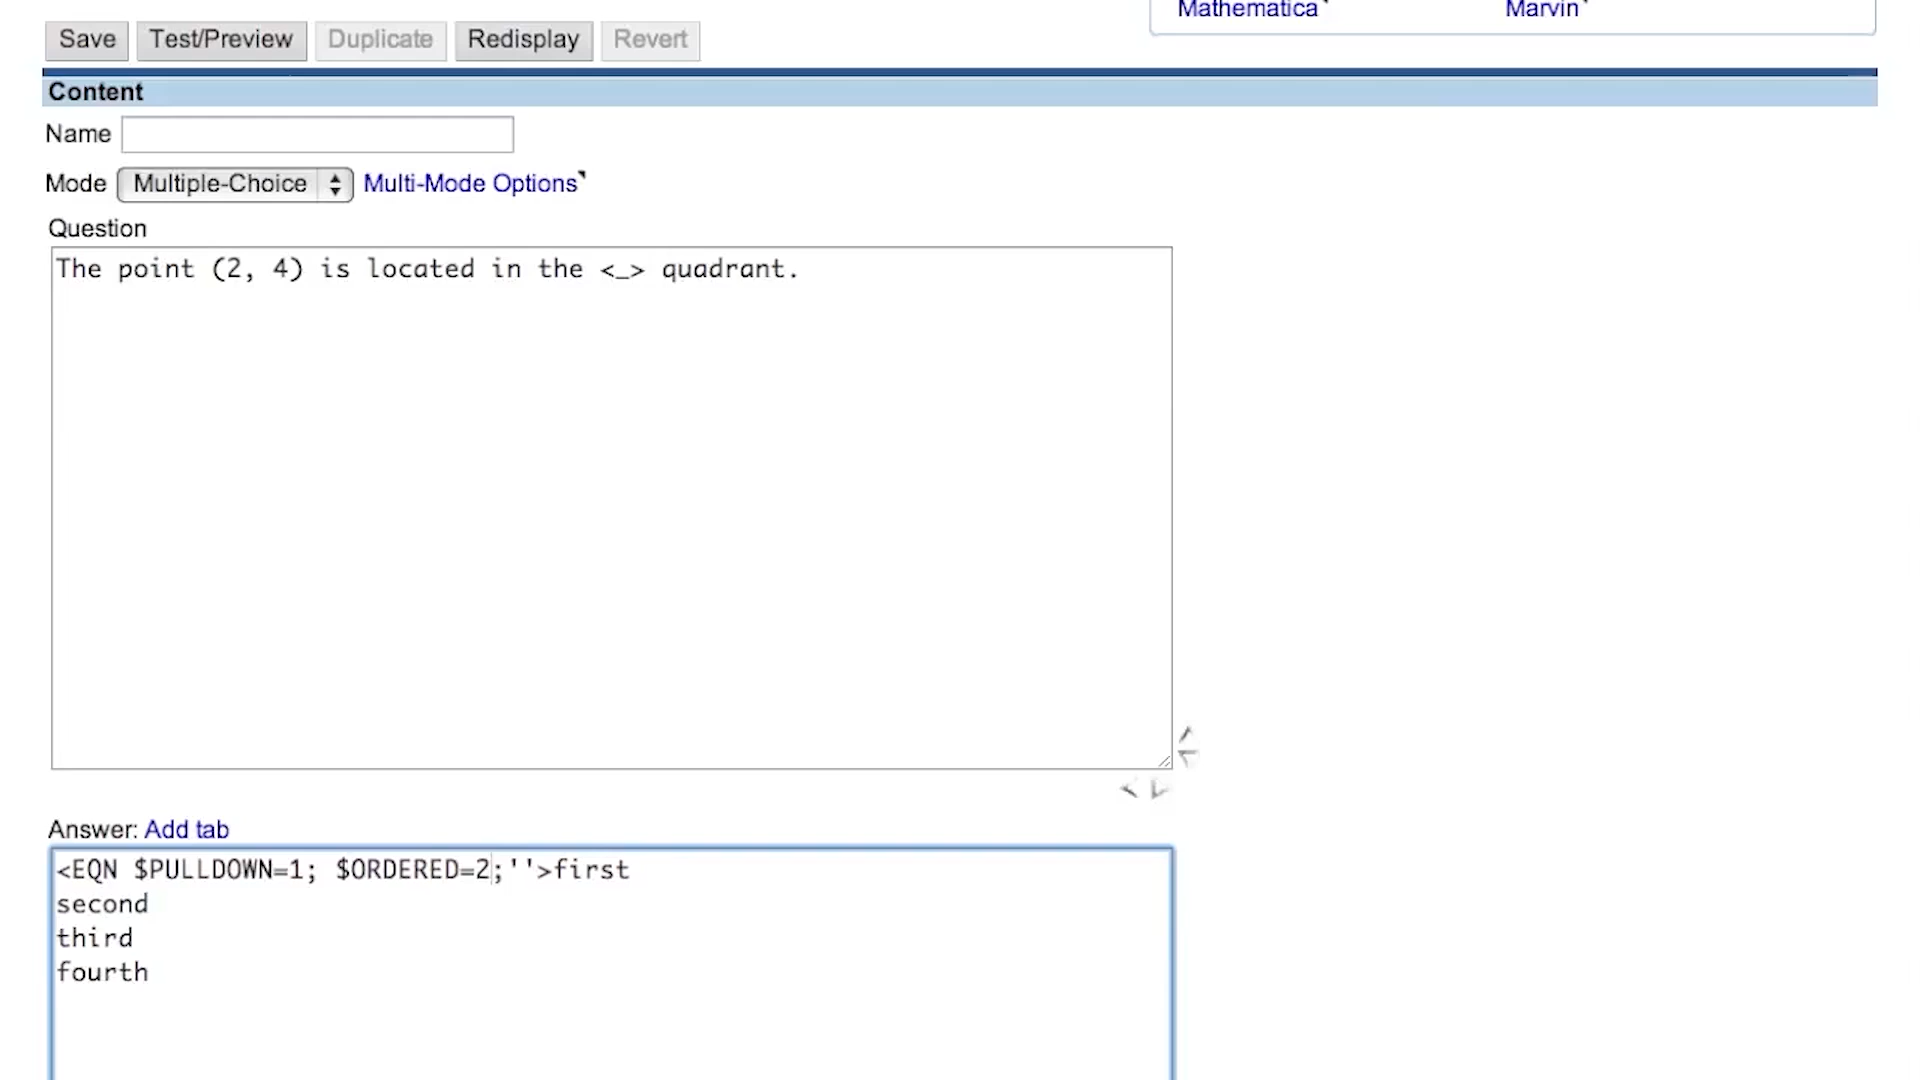 Mathematica Marvin
Save Test/Preview Duplicate Redisplay Revert
Content
Name
Mode Multiple-Choice Multi-Mode Options
Question
The point (2, 4) is located in the <_> quadrant.
Answer: Add tab
<EQN $PULLDOWN=1; $ORDERED=2;''>first
second
third
fourth